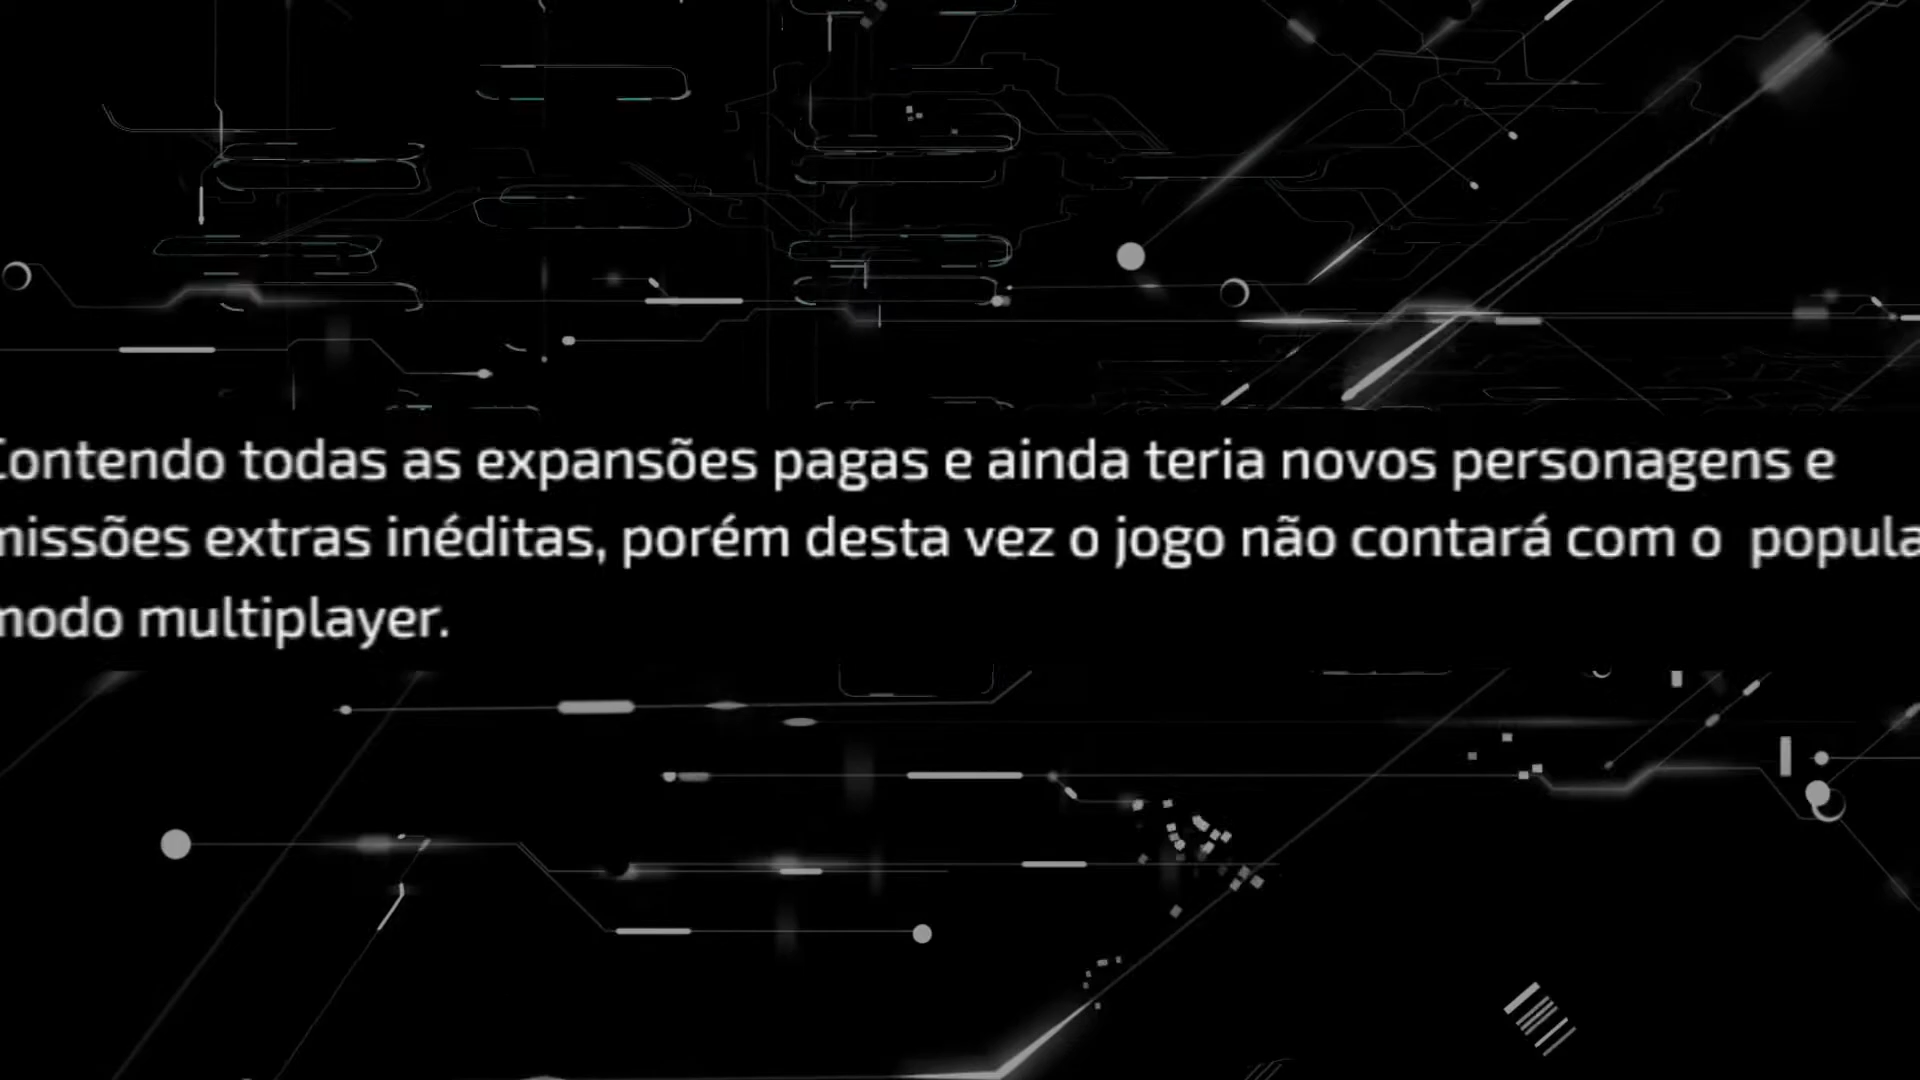 Contendo todas as expansões pagas e ainda teria novos personagens e
missões extras inéditas, porém desta vez o jogo não contará com o popula
modo multiplayer.